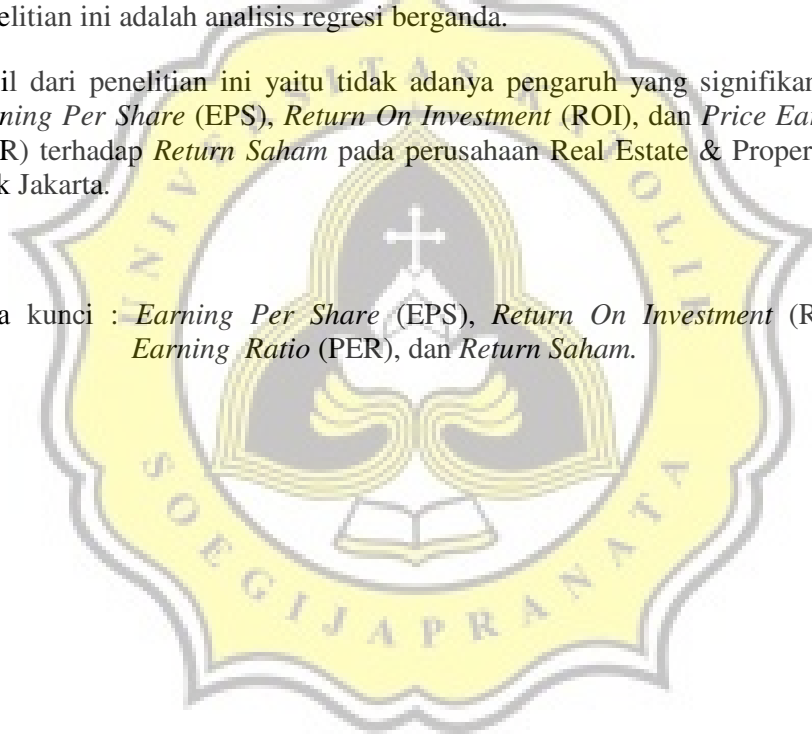 elitian ini adalah analisis regresi berganda.
il dari penelitian ini yaitu tidak adanya pengaruh yang signifikan
ning Per Share (EPS), Return On Investment (ROI), dan Price Ear
R) terhadap Return Saham pada perusahaan Real Estate & Proper
k Jakarta.
a kunci : Earning Per Share (EPS), Return On Investment (R
Earning Ratio (PER), dan Return Saham.
UNIVERSITAS KATOLIK
SOEGIJAPRANATA